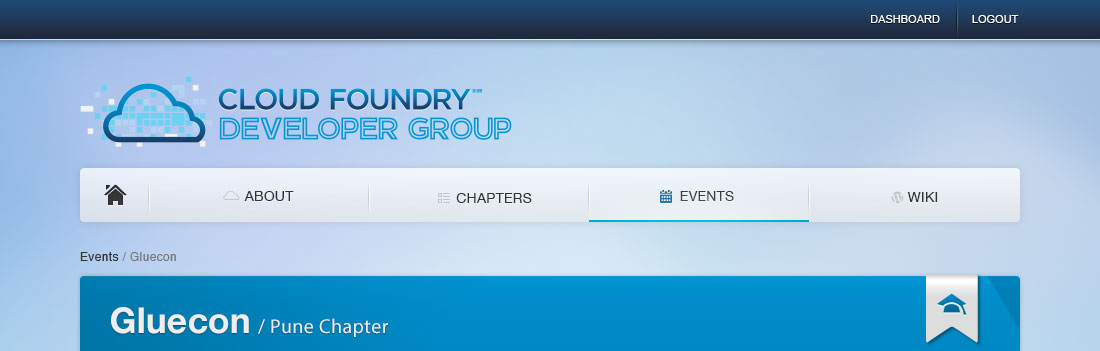 DASHBOARD LOGOUT
CLOUD FOUNDRY™
DEVELOPER GROUP
ABOUT CHAPTERS EVENTS WIKI
Events / Gluecon
Gluecon / Pune Chapter